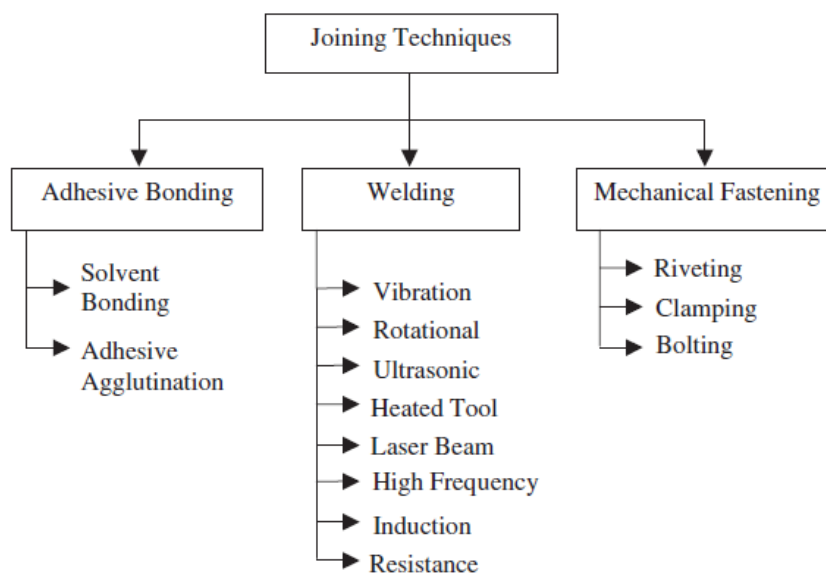 Joining Techniques
Adhesive Bonding
Solvent
Bonding
Adhesive
Agglutination
Welding
Vibration
Rotational
Ultrasonic
Heated Tool
Laser Beam
High Frequency
Induction
Resistance
Mechanical Fastening
Riveting
Clamping
Bolting